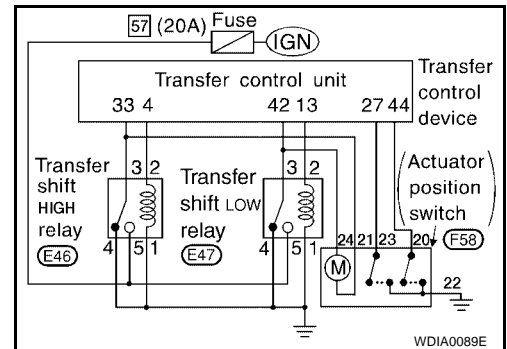 57 (20A) Fuse
IGN
Transfer control unit
33 4 42 13 27 44
Transfer
control
device
Transfer
shift
HIGH
relay
E46
3 2
4 5 1
Transfer
shift LOW
relay
E47
3 2
4 5 1
(Actuator
position
switch)
F58
24 21 23 20
M
22
WDIA0089E